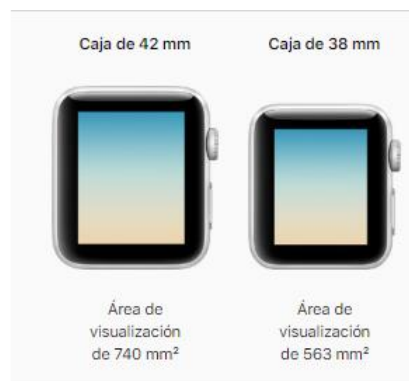 Caja de 42 mm
Caja de 38 mm
Área de
visualización
de 740 mm²
Área de
visualización
de 563 mm²